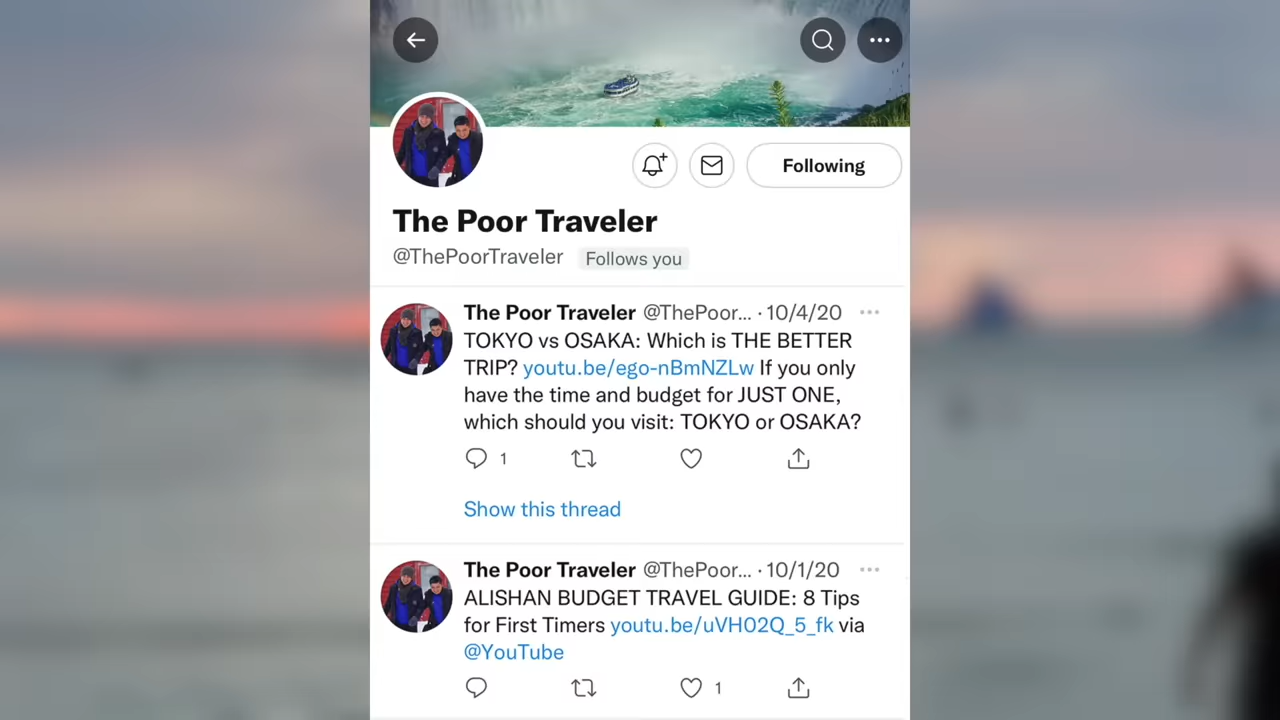 Following
The Poor Traveler
@ThePoorTraveler Follows you
The Poor Traveler @ThePoor... · 10/4/20
TOKYO vs OSAKA: Which is THE BETTER
TRIP? youtu.be/ego-nBmNZLw If you only
have the time and budget for JUST ONE,
which should you visit: TOKYO or OSAKA?
1
Show this thread
The Poor Traveler @ThePoor... · 10/1/20
ALISHAN BUDGET TRAVEL GUIDE: 8 Tips
for First Timers youtu.be/uVH02Q_5_fk via
@YouTube
1